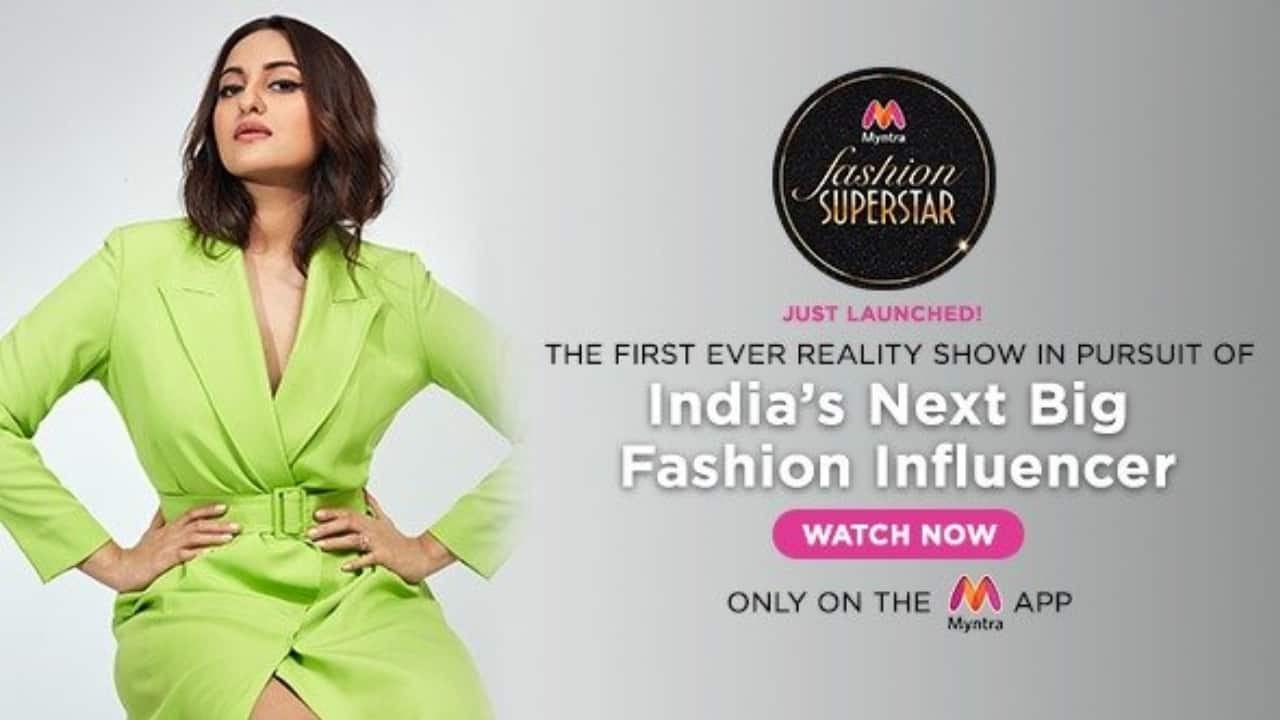 Myntra
fashion
SUPERSTAR
JUST LAUNCHED!
THE FIRST EVER REALITY SHOW IN PURSUIT OF
India's Next Big
Fashion Influencer
WATCH NOW
ONLY ON THE Myntra APP